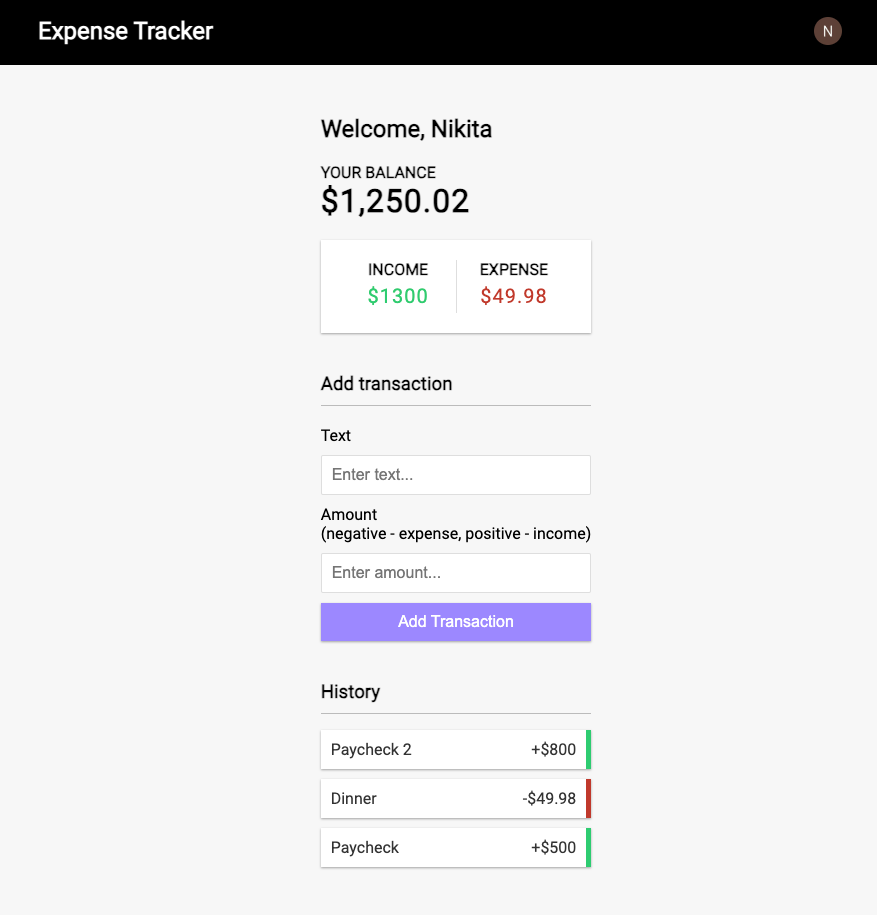 Expense Tracker
N
Welcome, Nikita
YOUR BALANCE
$1,250.02
INCOME EXPENSE
$1300 $49.98
Add transaction
Text
Enter text...
Amount
(negative - expense, positive - income)
Enter amount...
Add Transaction
History
Paycheck 2 +$800
Dinner -$49.98
Paycheck +$500